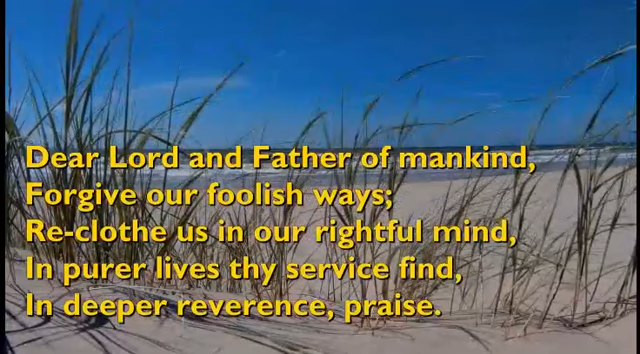 Dear Lord and Father of mankind,
Forgive our foolish ways;
Re-clothe us in our rightful mind,
In purer lives thy service find,
In deeper reverence, praise.